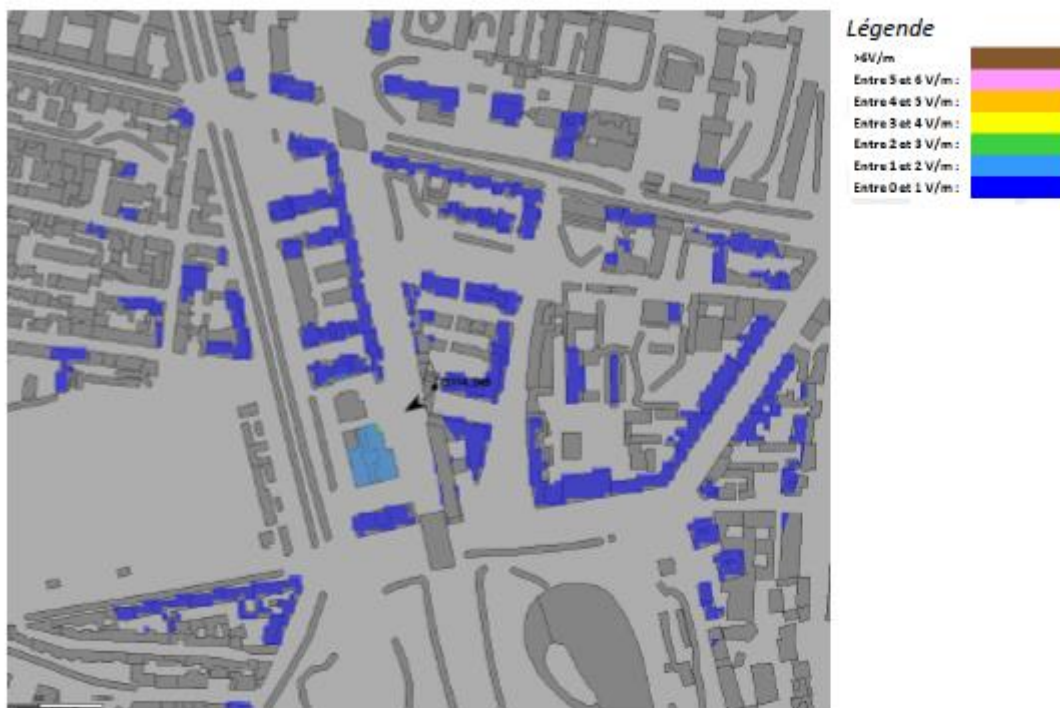 Légende
>6V/m
Entre 5 et 6 V/m :
Entre 4 et 5 V/m :
Entre 3 et 4 V/m :
Entre 2 et 3 V/m :
Entre 1 et 2 V/m :
Entre 0 et 1 V/m :